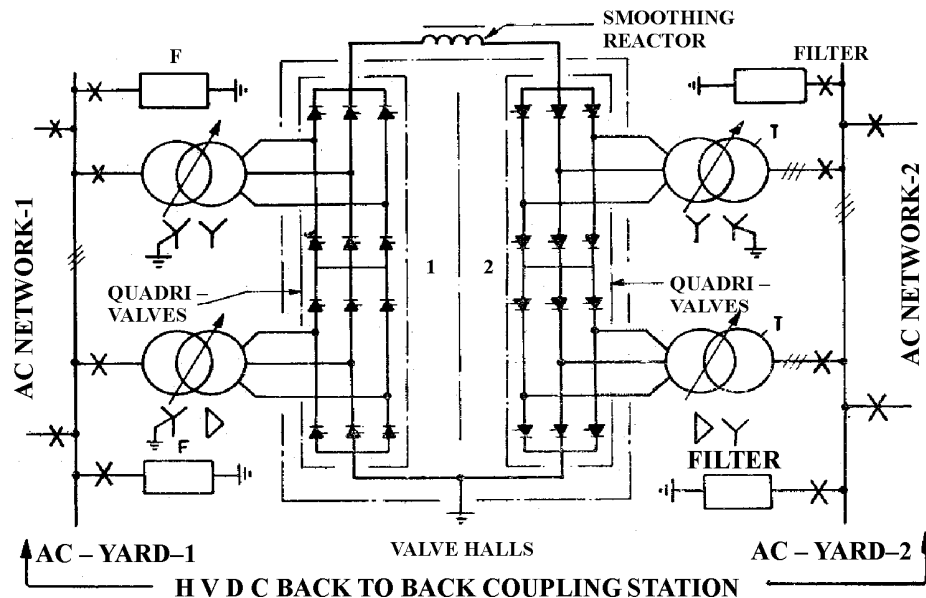 SMOOTHING
REACTOR
F
FILTER
T
AC NETWORK-1
1
2
QUADRI –
VALVES
QUADRI –
VALVES
AC NETWORK-2
T
F
FILTER
AC – YARD–1
VALVE HALLS
AC – YARD–2
H V D C BACK TO BACK COUPLING STATION